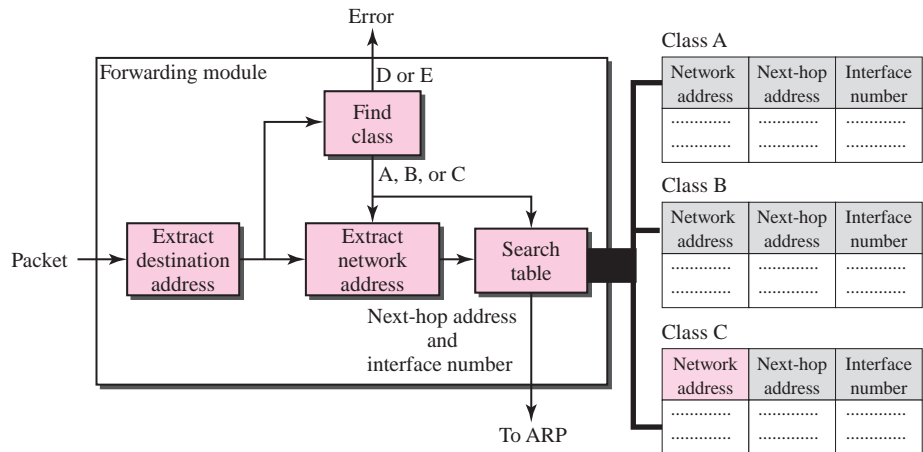 Error
Forwarding module
D or E
Find
class
A, B, or C
Packet
Extract
destination
address
Extract
network
address
Search
table
Next-hop address
and
interface number
To ARP
Class A
Network address	Next-hop address	Interface number
.............	.............	.............
.............	.............	.............
Class B
Network address	Next-hop address	Interface number
.............	.............	.............
.............	.............	.............
Class C
Network address	Next-hop address	Interface number
.............	.............	.............
.............	.............	.............